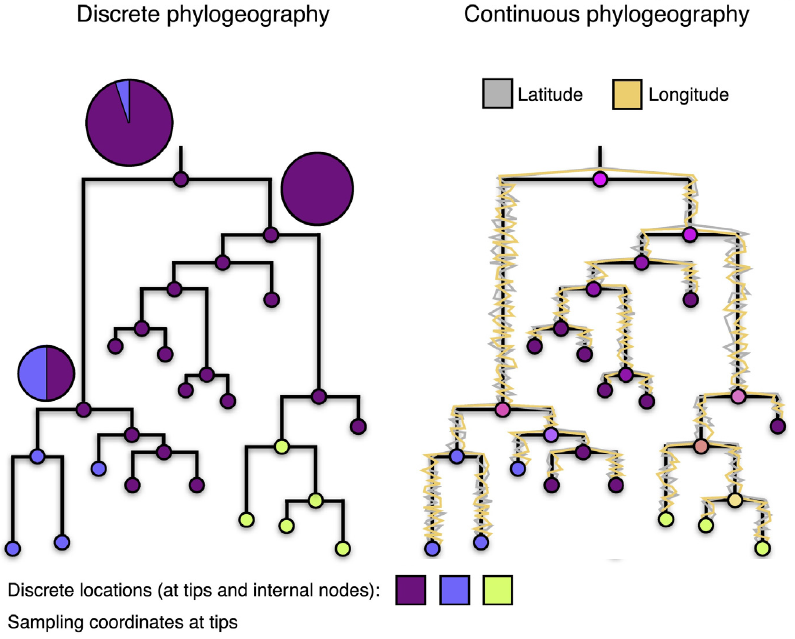 Discrete phylogeography
Continuous phylogeography
Latitude
Longitude
Discrete locations (at tips and internal nodes):
Sampling coordinates at tips